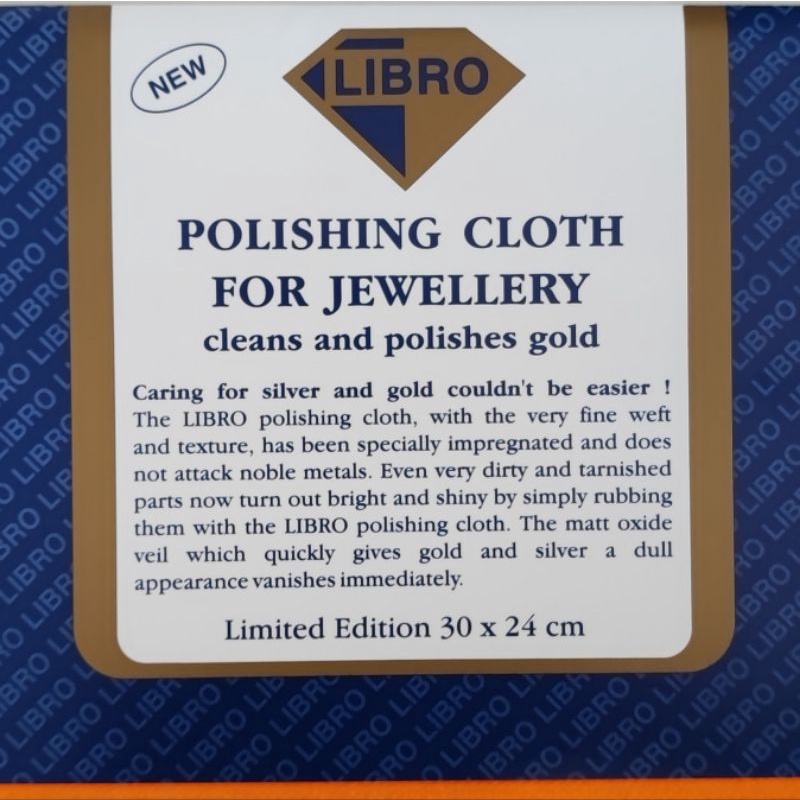 NEW
LIBRO
POLISHING CLOTH
FOR JEWELLERY
cleans and polishes gold
Caring for silver and gold couldn't be easier !
The LIBRO polishing cloth, with the very fine weft
and texture, has been specially impregnated and does
not attack noble metals. Even very dirty and tarnished
parts now turn out bright and shiny by simply rubbing
them with the LIBRO polishing cloth. The matt oxide
veil which quickly gives gold and silver a dull
appearance vanishes immediately.
Limited Edition 30 x 24 cm